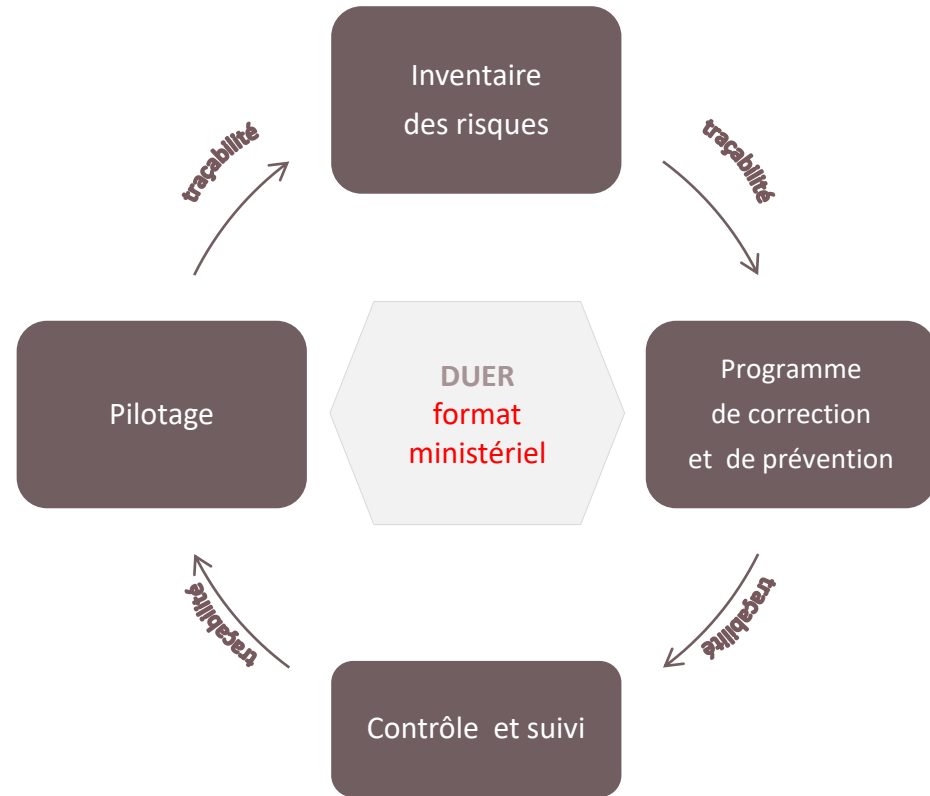 Inventaire
des risques
traçabilité
traçabilité
Pilotage
DUER
format
ministériel
Programme
de correction
et de prévention
traçabilité
traçabilité
Contrôle et suivi